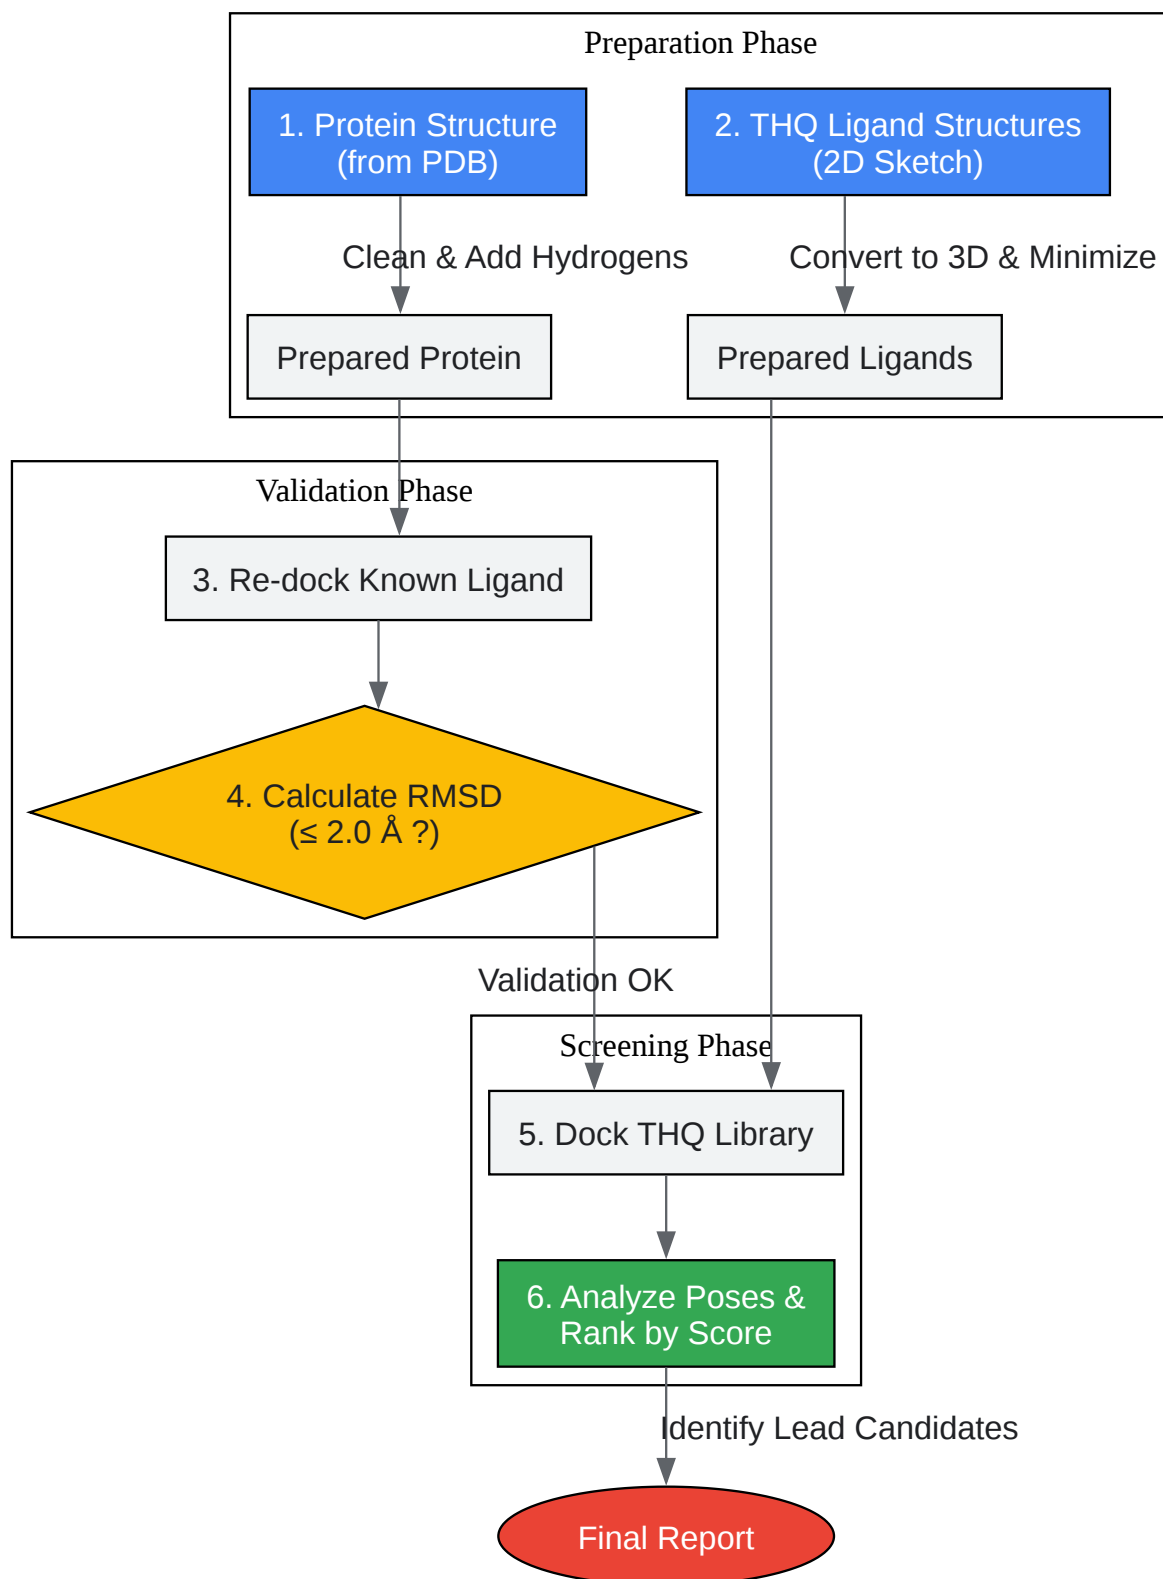 Preparation Phase
1. Protein Structure
(from PDB)
2. THQ Ligand Structures
(2D Sketch)
Clean & Add Hydrogens
Convert to 3D & Minimize
Prepared Protein
Prepared Ligands
Validation Phase
3. Re-dock Known Ligand
4. Calculate RMSD
(≤ 2.0 Å ?)
Validation OK
Screening Phase
5. Dock THQ Library
6. Analyze Poses &
Rank by Score
Identify Lead Candidates
Final Report